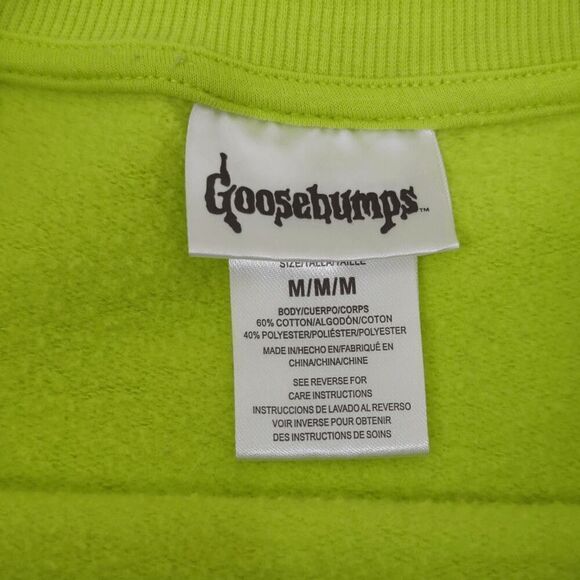 Goosebumps™
SIZE/TALLA/TAILLE
M/M/M
BODY/CUERPO/CORPS
60% COTTON/ALGODÓN/COTON
40% POLYESTER/POLIÉSTER/POLYESTER
MADE IN/HECHO EN/FABRIQUÉ EN
CHINA/CHINA/CHINE
SEE REVERSE FOR
CARE INSTRUCTIONS
INSTRUCCIONES DE LAVADO AL REVERSO
VOIR INVERSE POUR OBTENIR
DES INSTRUCTIONS DE SOINS